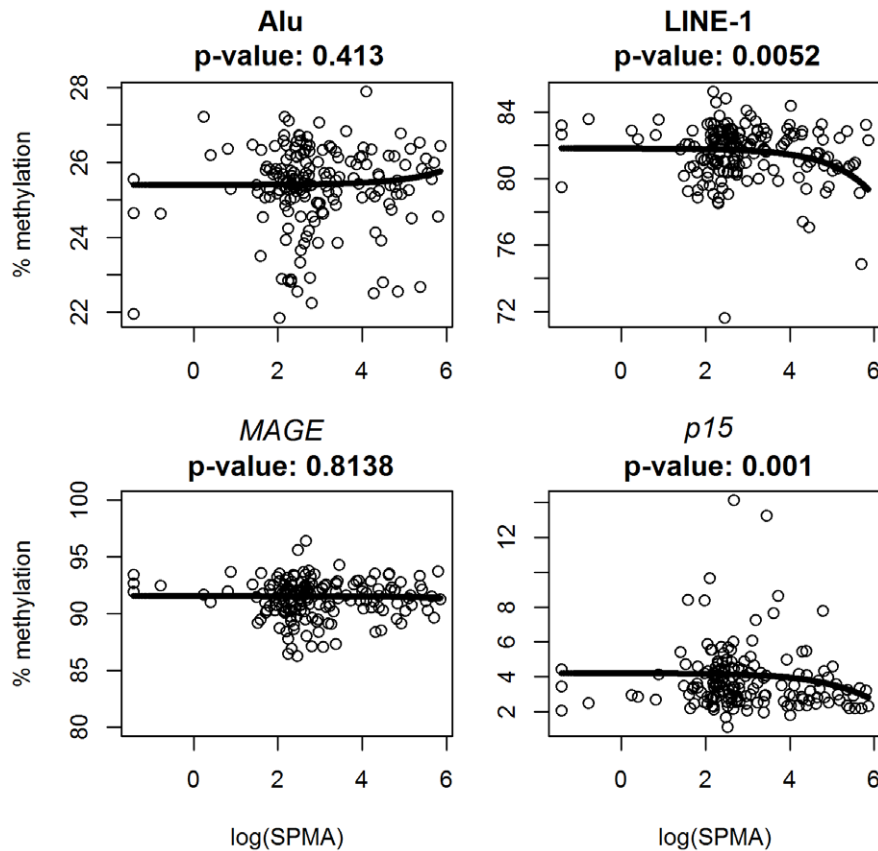 Alu
p-value: 0.413
LINE-1
p-value: 0.0052
% methylation
28
26
24
22
0 2 4 6
84
80
76
72
0 2 4 6
MAGE
p-value: 0.8138
p15
p-value: 0.001
% methylation
100
95
90
85
80
0 2 4 6
log(SPMA)
12
8
6
4
2
0 2 4 6
log(SPMA)